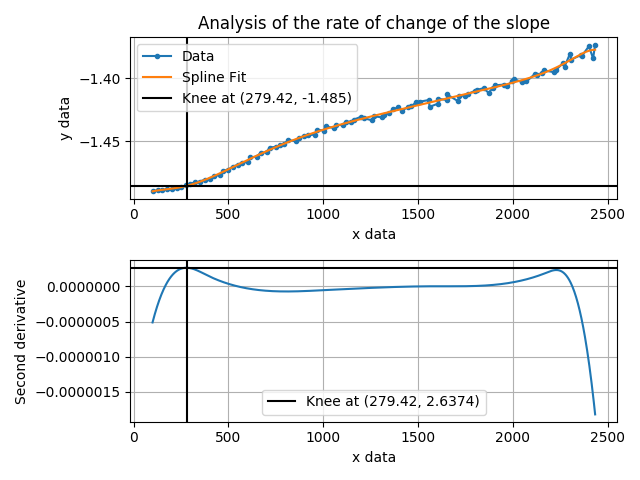 Analysis of the rate of change of the slope
Data
Spline Fit
Knee at (279.42, -1.485)
y data
−1.40
−1.45
0
500
1000
1500
2000
2500
x data
Second derivative
0.0000000
−0.0000005
−0.0000010
−0.0000015
Knee at (279.42, 2.6374)
0
500
1000
1500
2000
2500
x data